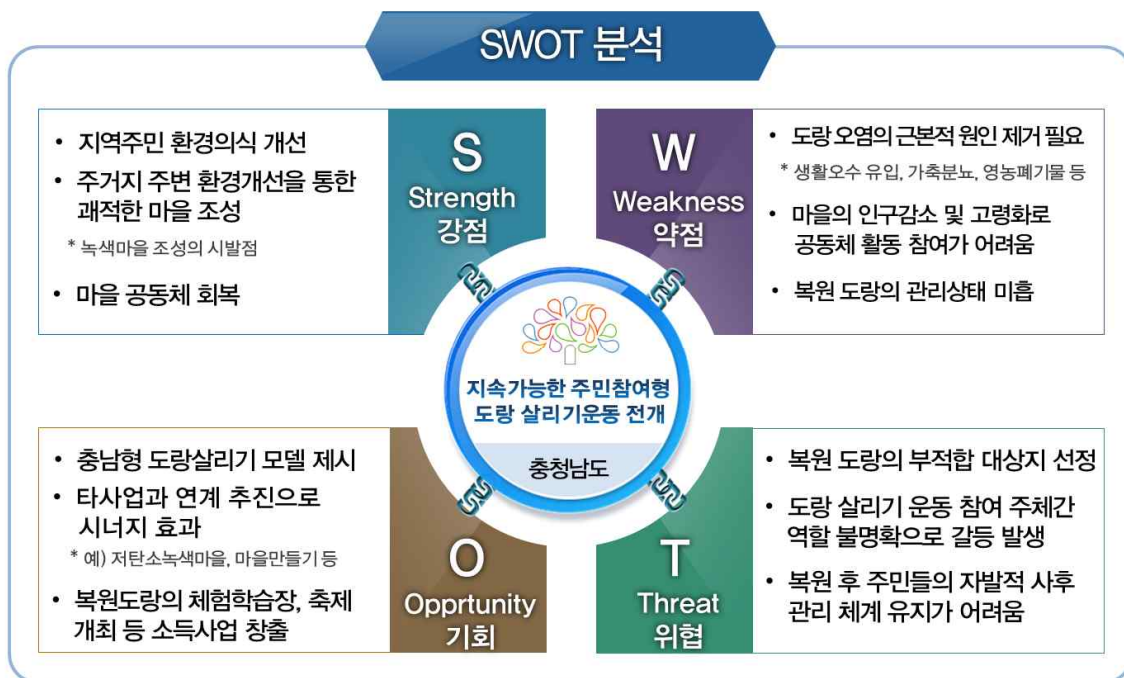 SWOT 분석
• 지역주민 환경의식 개선
• 주거지 주변 환경개선을 통한
쾌적한 마을 조성
* 녹색마을 조성의 시발점
• 마을 공동체 회복
S
Strength
강점
W
Weakness
약점
• 도랑 오염의 근본적 원인 제거 필요
* 생활오수 유입, 가축분뇨, 영농폐기물 등
• 마을의 인구감소 및 고령화로
공동체 활동 참여가 어려움
• 복원 도랑의 관리상태 미흡
지속가능한 주민참여형
도랑 살리기운동 전개
충청남도
• 충남형 도랑살리기 모델 제시
• 타사업과 연계 추진으로
시너지 효과
* 예) 저탄소녹색마을, 마을만들기 등
• 복원도랑의 체험학습장, 축제
개최 등 소득사업 창출
O
Opprtunity
기회
T
Threat
위협
• 복원 도랑의 부적합 대상지 선정
• 도랑 살리기 운동 참여 주체간
역할 불명확으로 갈등 발생
• 복원 후 주민들의 자발적 사후
관리 체계 유지가 어려움